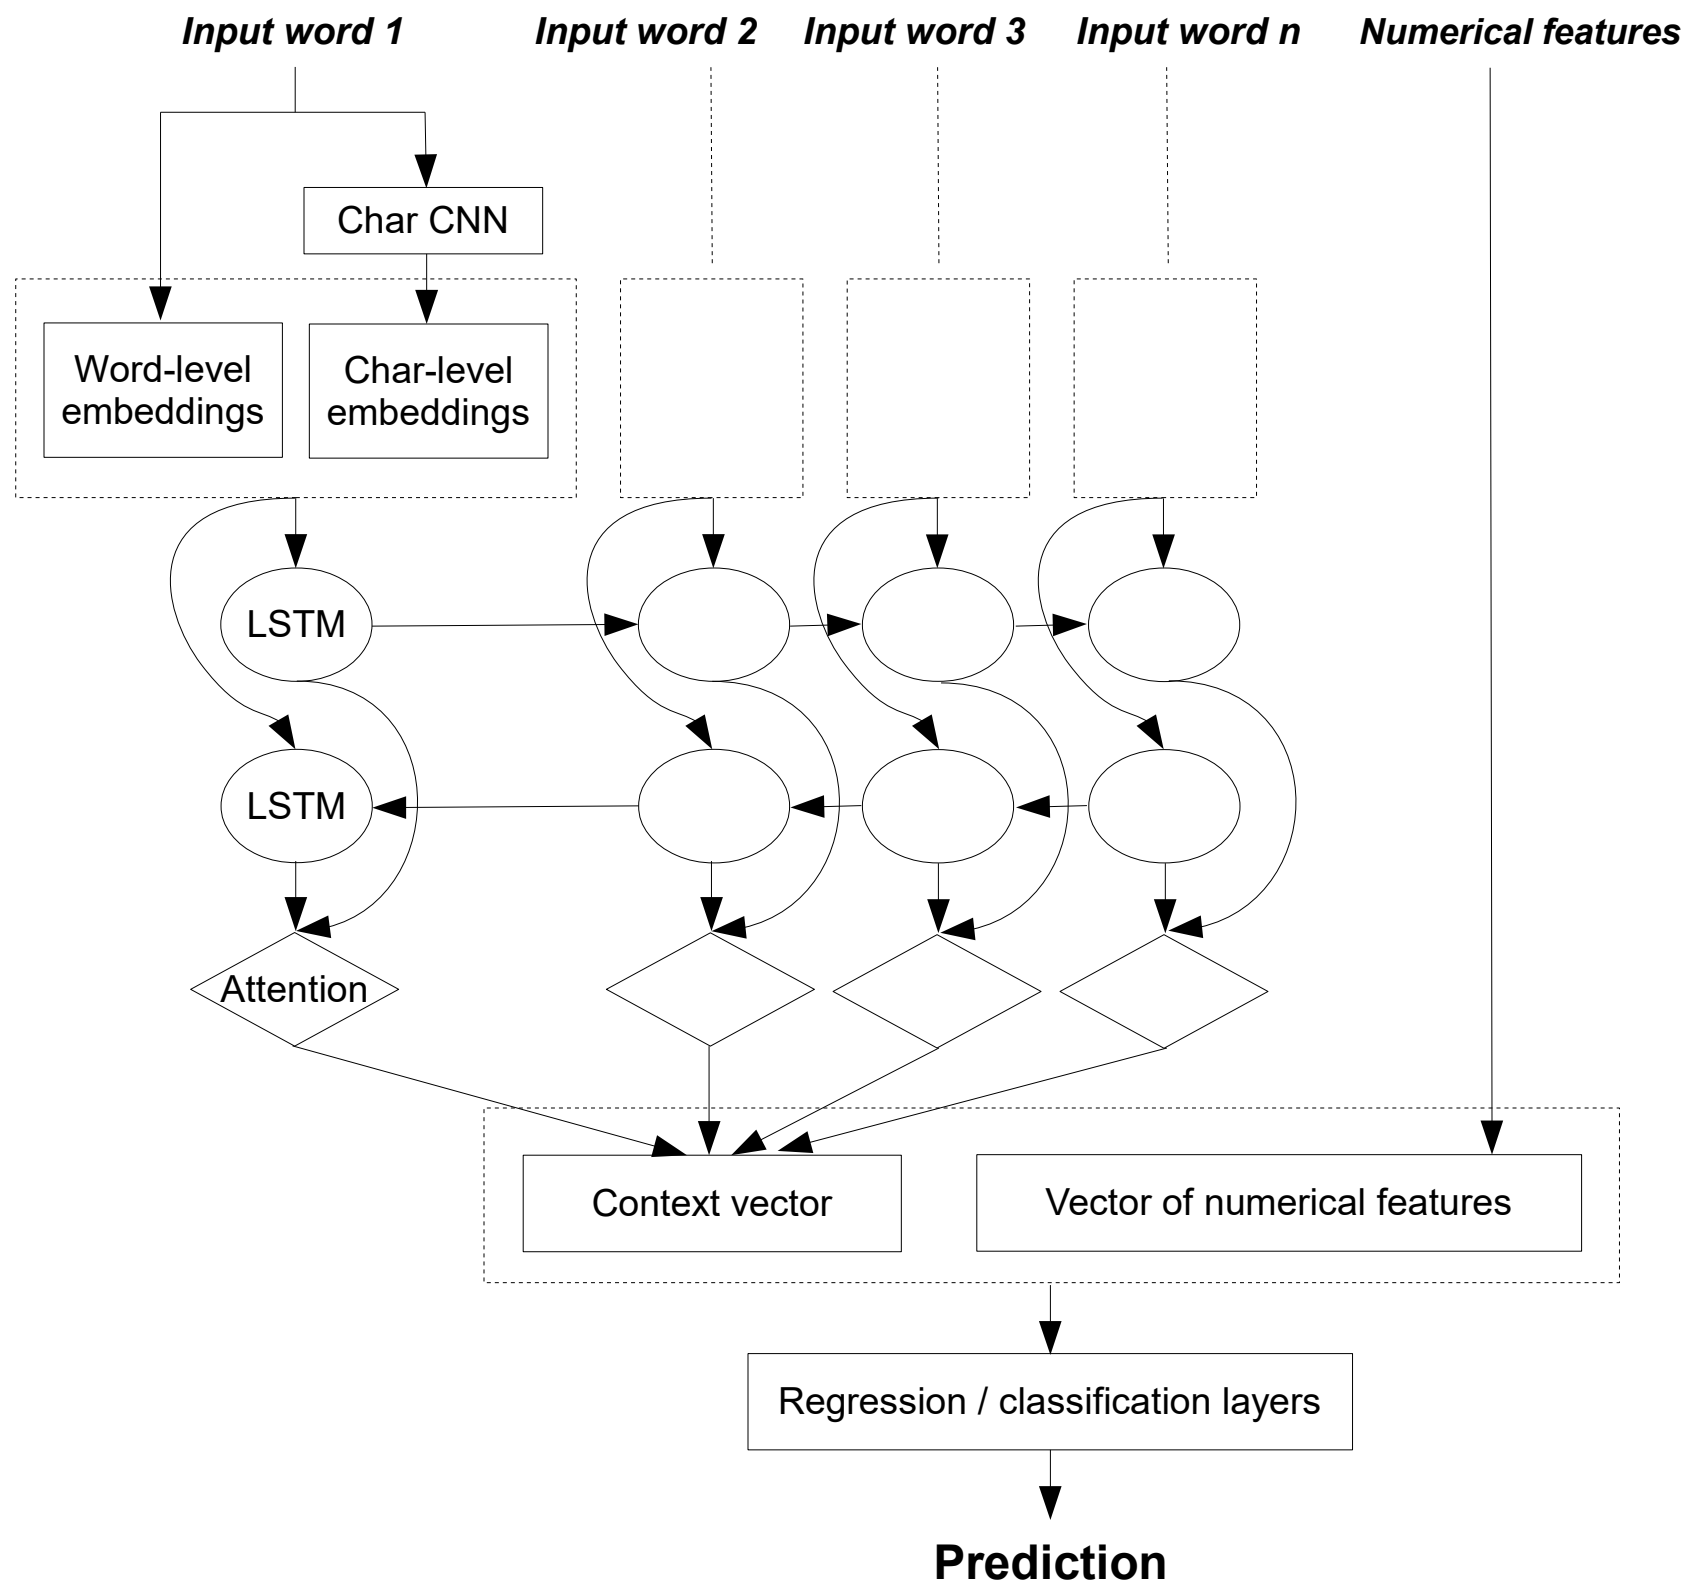 Input word 1
Input word 2
Input word 3
Input word n
Numerical features
Char CNN
Word-level
embeddings
Char-level
embeddings
LSTM
LSTM
Attention
Context vector
Vector of numerical features
Regression / classification layers
Prediction